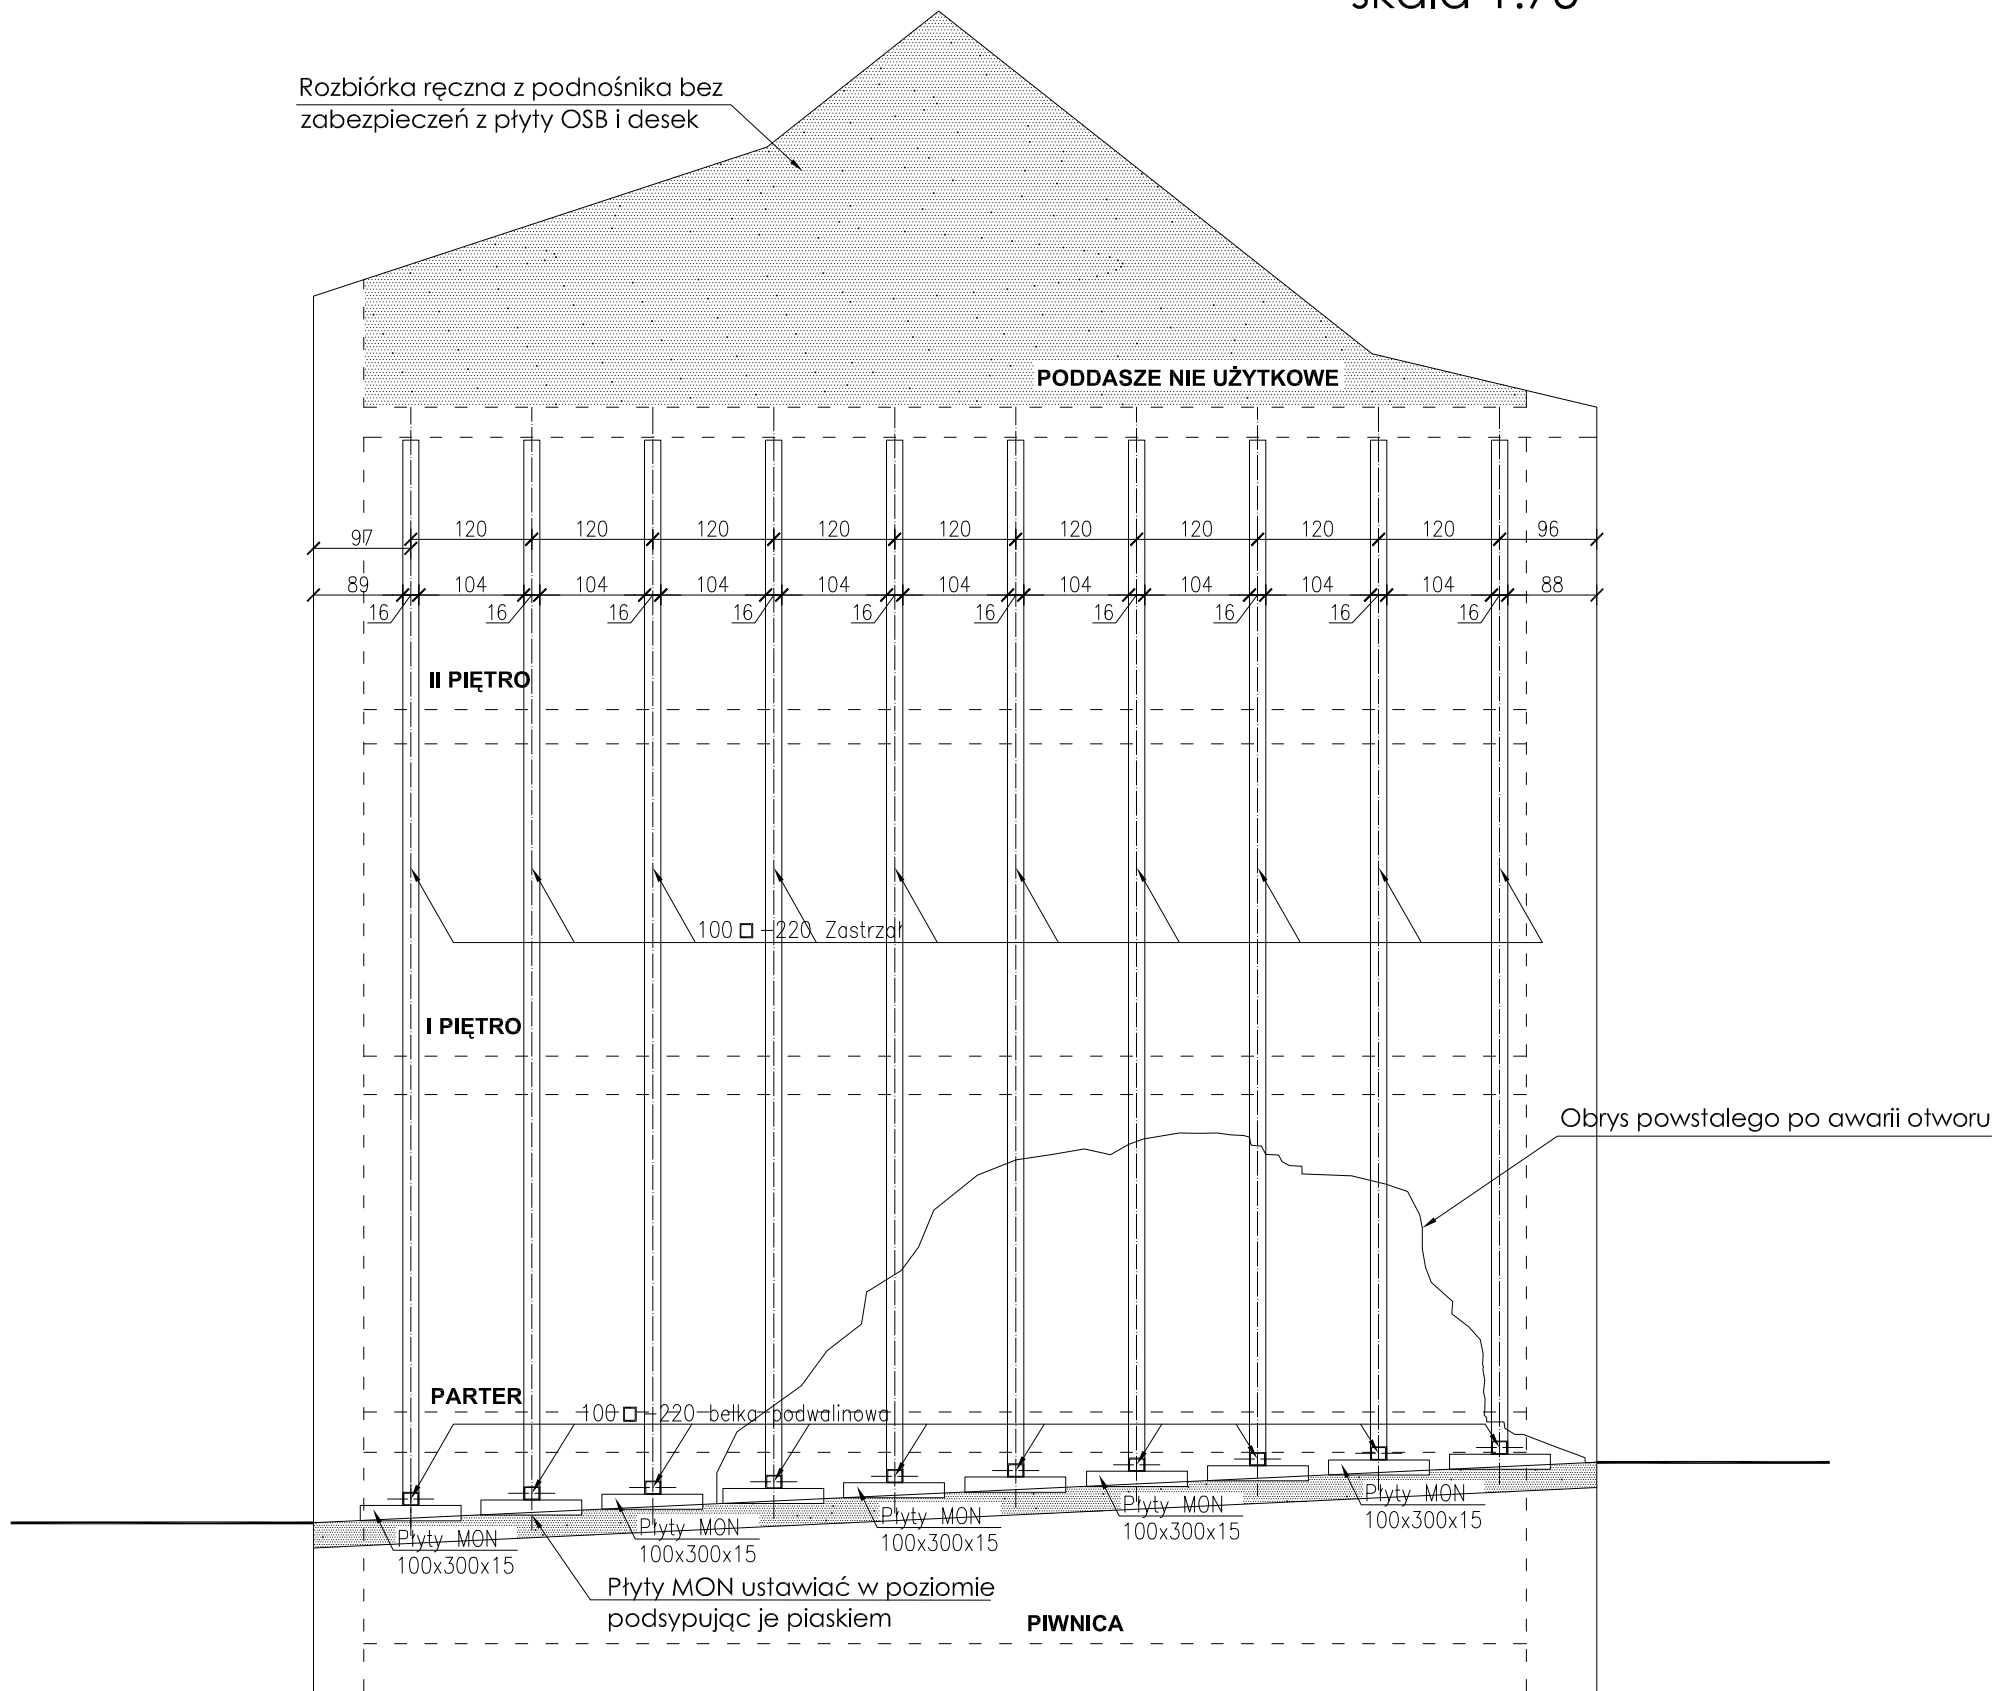 Rozbiórka ręczna z podnośnika bez
zabezpieczeń z płyty OSB i desek
PODDASZE NIE UŻYTKOWE
97 120 120 120 120 120 120 120 120 120 96
89 104 104 104 104 104 104 104 104 104 88
16 16 16 16 16 16 16 16 16 16
II PIĘTRO
100 □ -220 Zastrzał
I PIĘTRO
Obrys powstalego po awarii otworu
PARTER
100 □ -220 belka podwalinowa
Płyty MON
100x300x15
Płyty MON
100x300x15
Płyty MON
100x300x15
Płyty MON
100x300x15
Płyty MON
100x300x15
Płyty MON ustawiać w poziomie
podsypując je piaskiem
PIWNICA